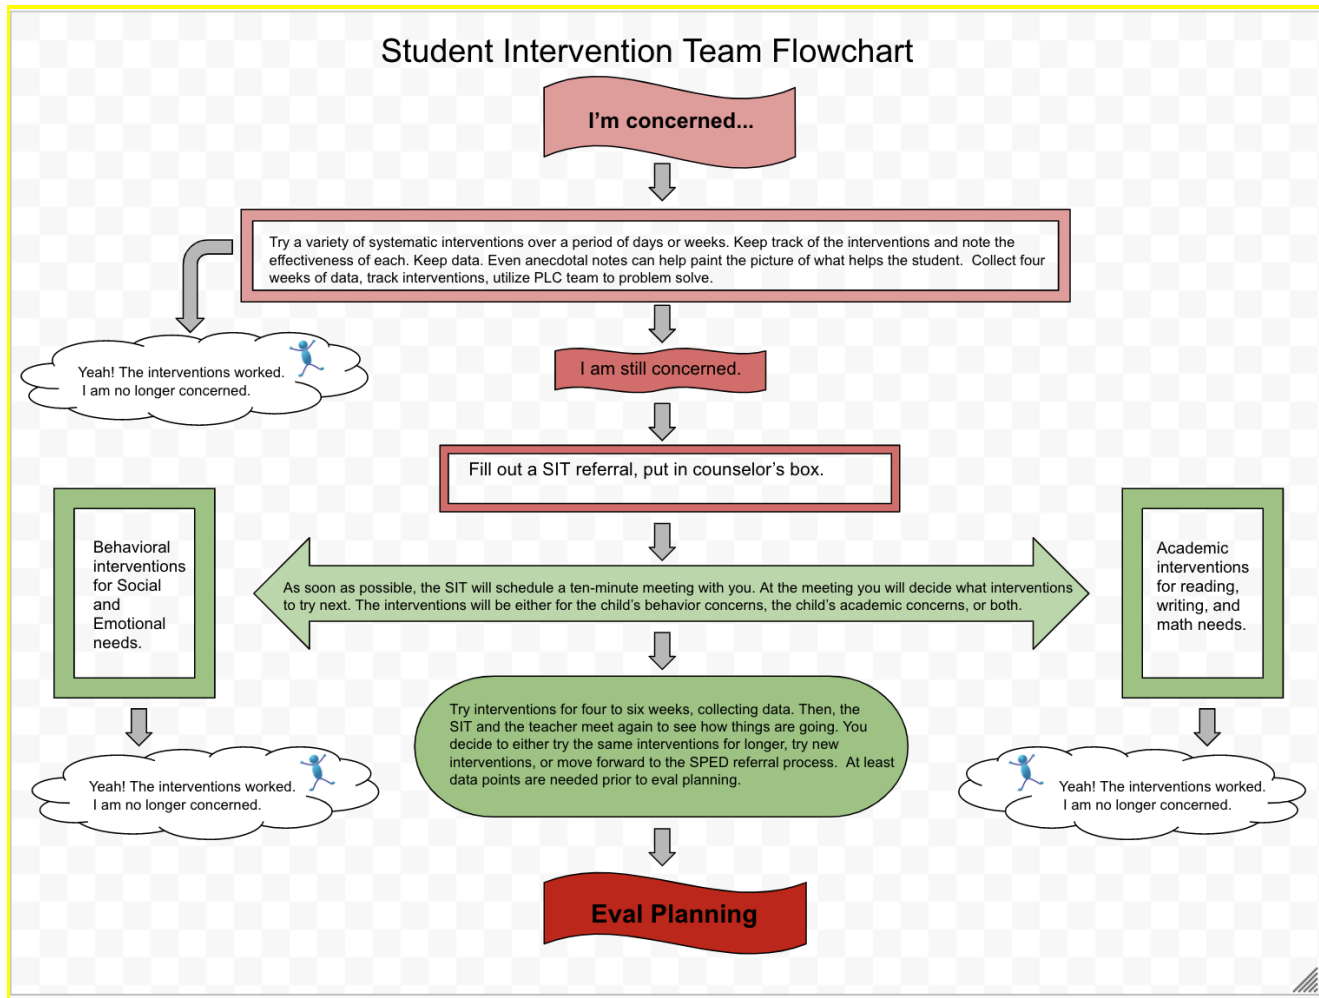 Student Intervention Team Flowchart
I'm concerned...
Try a variety of systematic interventions over a period of days or weeks. Keep track of the interventions and note the
effectiveness of each. Keep data. Even anecdotal notes can help paint the picture of what helps the student.  Collect four
weeks of data, track interventions, utilize PLC team to problem solve.
Yeah! The interventions worked.
I am no longer concerned.
I am still concerned.
Fill out a SIT referral, put in counselor's box.
Behavioral
interventions
for Social
and
Emotional
needs.
As soon as possible, the SIT will schedule a ten-minute meeting with you. At the meeting you will decide what interventions
to try next. The interventions will be either for the child's behavior concerns, the child's academic concerns, or both.
Academic
interventions
for reading,
writing, and
math needs.
Try interventions for four to six weeks, collecting data. Then, the
SIT and the teacher meet again to see how things are going. You
decide to either try the same interventions for longer, try new
interventions, or move forward to the SPED referral process.  At least
data points are needed prior to eval planning.
Yeah! The interventions worked.
I am no longer concerned.
Yeah! The interventions worked.
I am no longer concerned.
Eval Planning